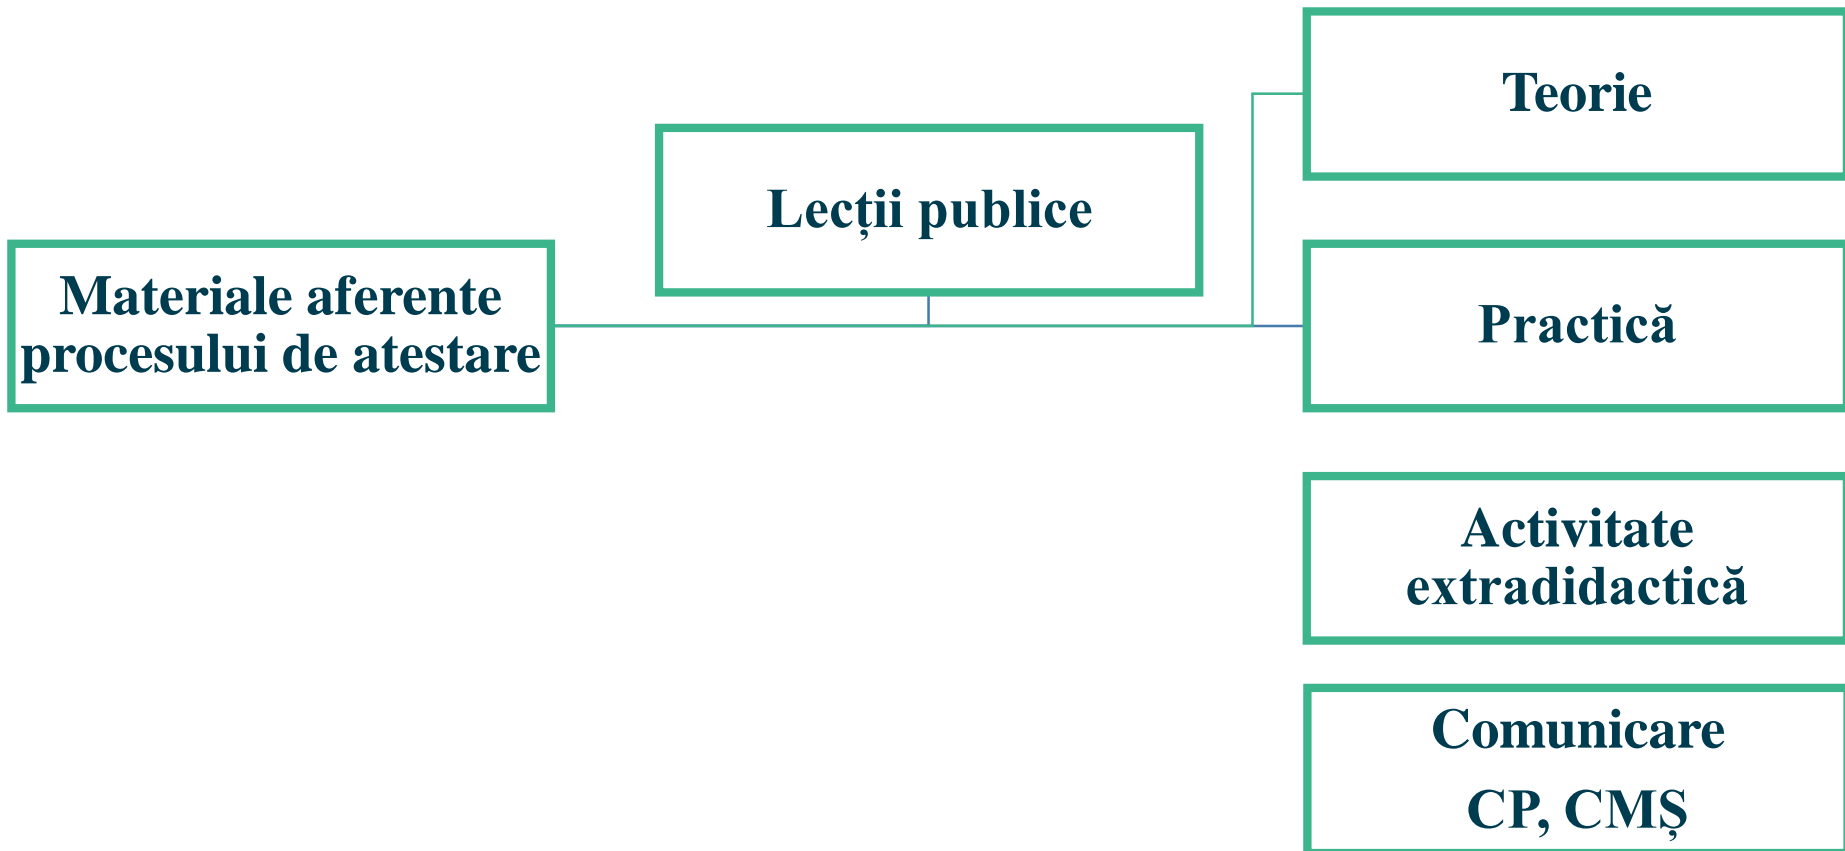 Materiale aferente
procesului de atestare
Lecții publice
Teorie
Practică
Activitate
extradidactică
Comunicare
CP, CMȘ